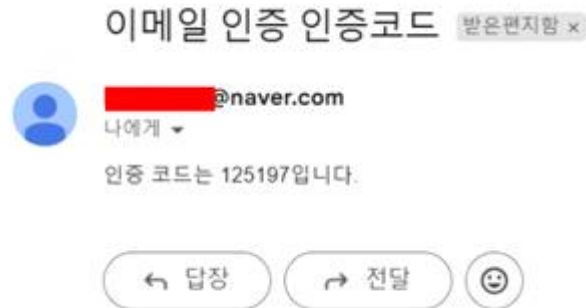 이메일 인증 인증코드 받은편지함 ×
@naver.com
나에게
인증 코드는 125197입니다.
답장 전달